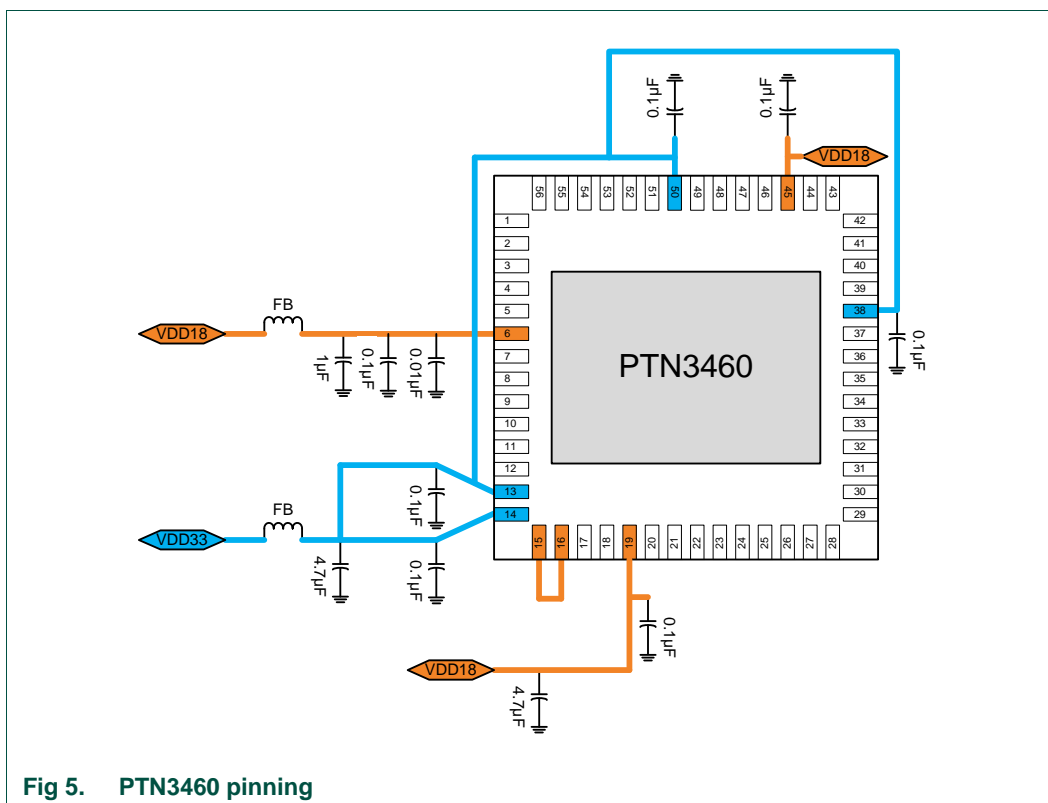 0.1µF
0.1µF
VDD18
56
55
54
53
52
51
50
49
48
47
46
45
44
43
1
2
3
4
5
6
7
8
9
10
11
12
13
14
42
41
40
39
38
37
36
35
34
33
32
31
30
29
15
16
17
18
19
20
21
22
23
24
25
26
27
28
PTN3460
0.1µF
FB
VDD18
1µF
0.1µF
0.01µF
FB
VDD33
0.1µF
4.7µF
0.1µF
0.1µF
VDD18
4.7µF
Fig 5. PTN3460 pinning